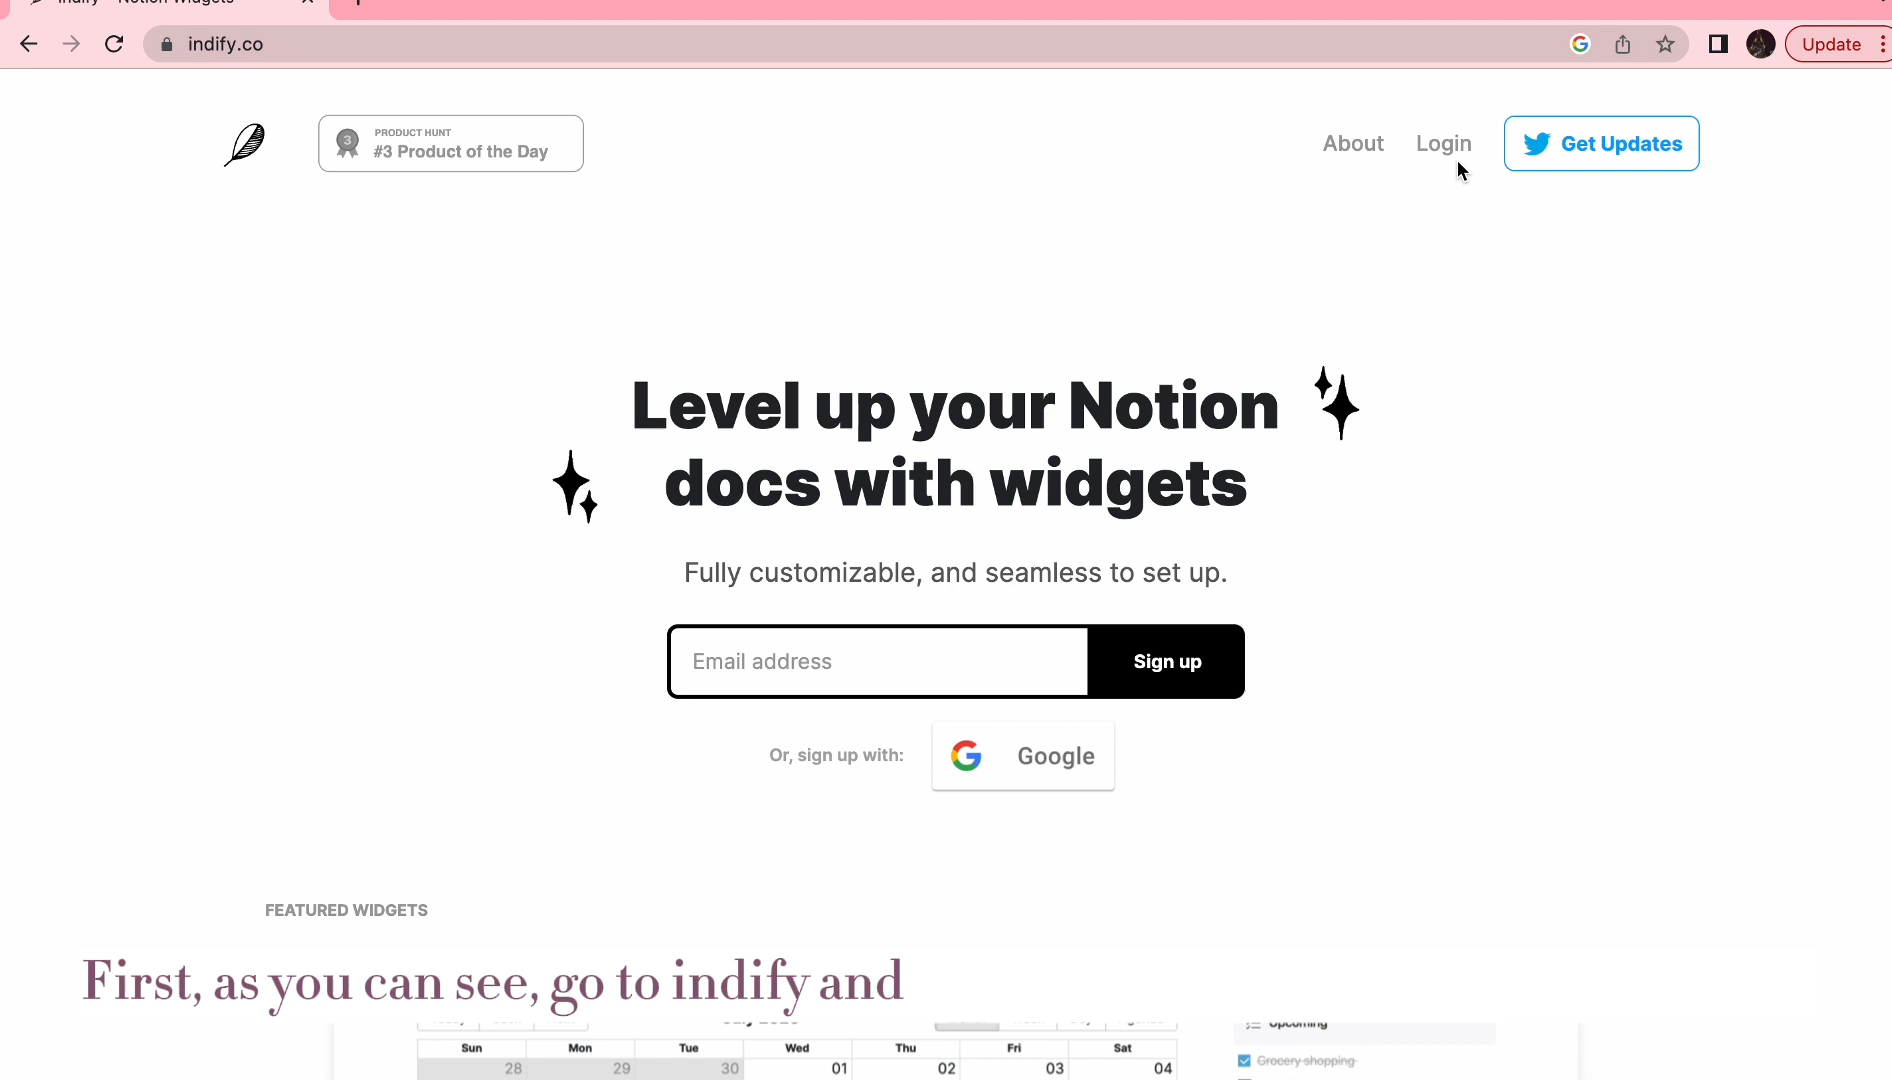 indify.co
Update
PRODUCT HUNT
3
#3 Product of the Day
About
Login
Get Updates
Level up your Notion
docs with widgets
Fully customizable, and seamless to set up.
Email address
Sign up
Or, sign up with:
Google
FEATURED WIDGETS
First, as you can see, go to indify and
Upcoming
Sun Mon Tue Wed Thu Fri Sat
Grocery shopping
28 29 30 01 02 03 04